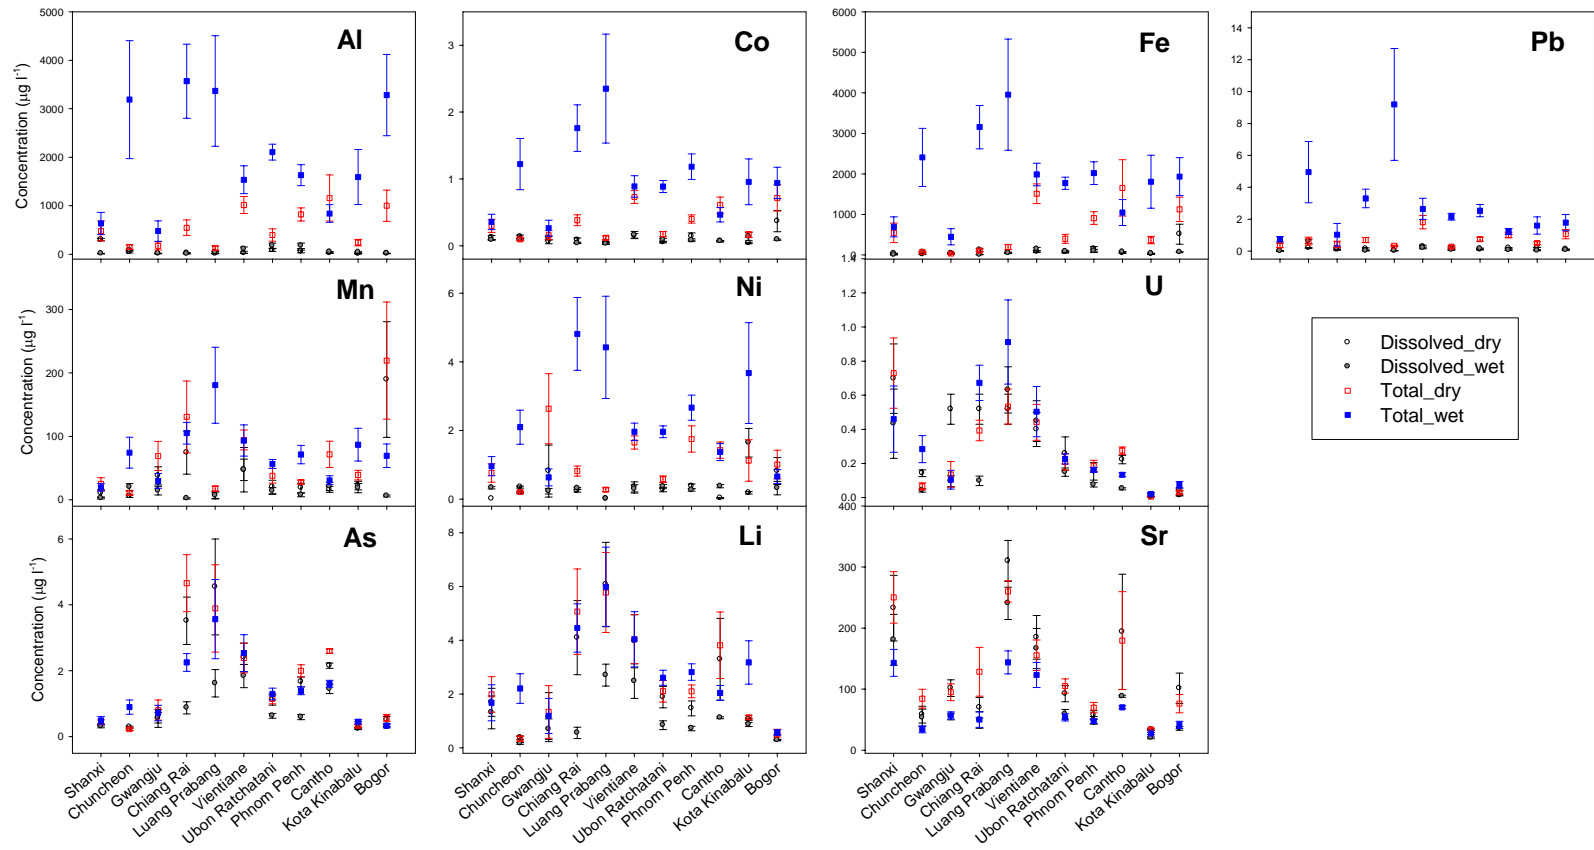 Al
Co
Fe
Pb
Concentration (µg l⁻¹)
5000
4000
3000
2000
1000
0
3
2
1
0
6000
5000
4000
3000
2000
1000
0
14
12
10
8
6
4
2
0
Mn
Ni
U
Concentration (µg l⁻¹)
300
200
100
0
6
4
2
0
1.0
1.2
1.0
0.8
0.6
0.4
0.2
0.0
Dissolved_dry
Dissolved_wet
Total_dry
Total_wet
As
Li
Sr
Concentration (µg l⁻¹)
6
4
2
0
8
6
4
2
0
400
300
200
100
0
Shanxi
Chuncheon
Gwangju
Chiang Rai
Luang Prabang
Vientiane
Ubon Ratchatani
Phnom Penh
Cantho
Kota Kinabalu
Bogor
Shanxi
Chuncheon
Gwangju
Chiang Rai
Luang Prabang
Vientiane
Ubon Ratchatani
Phnom Penh
Cantho
Kota Kinabalu
Bogor
Shanxi
Chuncheon
Gwangju
Chiang Rai
Luang Prabang
Vientiane
Ubon Ratchatani
Phnom Penh
Cantho
Kota Kinabalu
Bogor